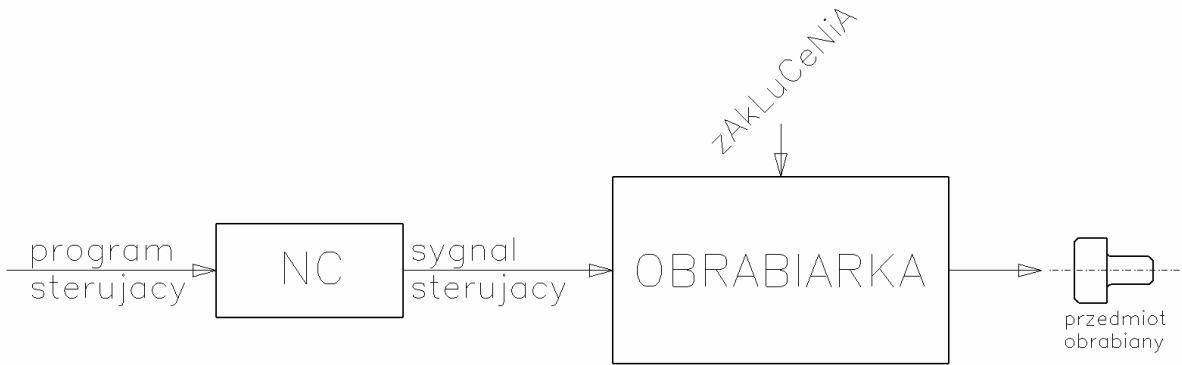 zAkLuCeNiA
program
sterujacy
NC
sygnal
sterujacy
OBRABIARKA
przedmiot
obrabiany